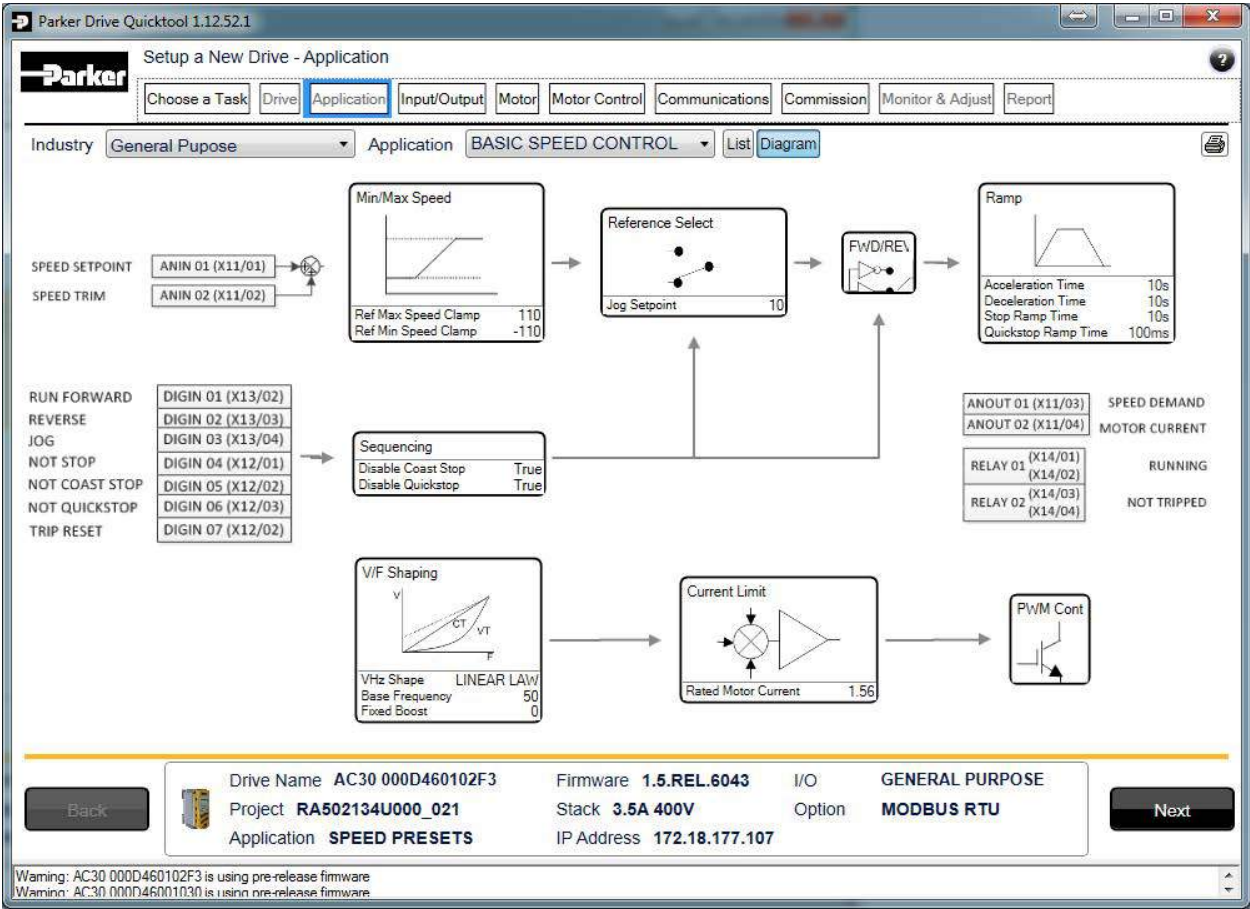 Parker Drive Quicktool 1.12.52.1
Parker
Setup a New Drive - Application
?
Choose a Task Drive Application Input/Output Motor Motor Control Communications Commission Monitor & Adjust Report
Industry General Pupose Application BASIC SPEED CONTROL List Diagram
Min/Max Speed
Ref Max Speed Clamp 110
Ref Min Speed Clamp -110
Reference Select
Jog Setpoint 10
FWD/REV
Ramp
Acceleration Time 10s
Deceleration Time 10s
Stop Ramp Time 10s
Quickstop Ramp Time 100ms
SPEED SETPOINT ANIN 01 (X11/01)
SPEED TRIM ANIN 02 (X11/02)
RUN FORWARD DIGIN 01 (X13/02)
REVERSE DIGIN 02 (X13/03)
JOG DIGIN 03 (X13/04)
NOT STOP DIGIN 04 (X12/01)
NOT COAST STOP DIGIN 05 (X12/02)
NOT QUICKSTOP DIGIN 06 (X12/03)
TRIP RESET DIGIN 07 (X12/02)
Sequencing
Disable Coast Stop True
Disable Quickstop True
ANOUT 01 (X11/03) SPEED DEMAND
ANOUT 02 (X11/04) MOTOR CURRENT
RELAY 01 (X14/01) (X14/02) RUNNING
RELAY 02 (X14/03) (X14/04) NOT TRIPPED
V/F Shaping
V
CT VT
F
VHz Shape LINEAR LAW
Base Frequency 50
Fixed Boost 0
Current Limit
Rated Motor Current 1.56
PWM Cont
Back
Drive Name AC30 000D460102F3 Firmware 1.5.REL.6043 I/O GENERAL PURPOSE
Project RA502134U000_021 Stack 3.5A 400V Option MODBUS RTU
Application SPEED PRESETS IP Address 172.18.177.107
Next
Warning: AC30 000D460102F3 is using pre-release firmware
Warning: AC30 000D46001030 is using pre-release firmware